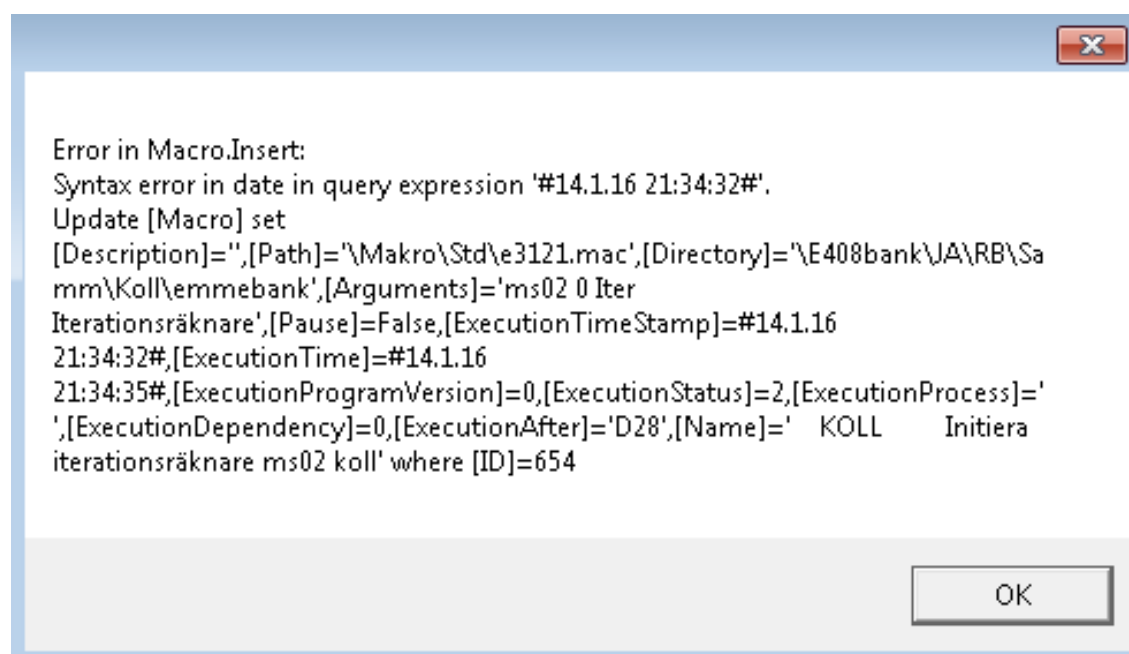 Error in Macro.Insert:
Syntax error in date in query expression '#14.1.16 21:34:32#'.
Update [Macro] set
[Description]='',[Path]='\Makro\Std\e3121.mac',[Directory]='\E408bank\JA\RB\Sa
mm\Koll\emmebank',[Arguments]='ms02 0 Iter
Iterationsräknare',[Pause]=False,[ExecutionTimeStamp]=#14.1.16
21:34:32#,[ExecutionTime]=#14.1.16
21:34:35#,[ExecutionProgramVersion]=0,[ExecutionStatus]=2,[ExecutionProcess]='
',[ExecutionDependency]=0,[ExecutionAfter]='D28',[Name]='   KOLL       Initiera
iterationsräknare ms02 koll' where [ID]=654
OK